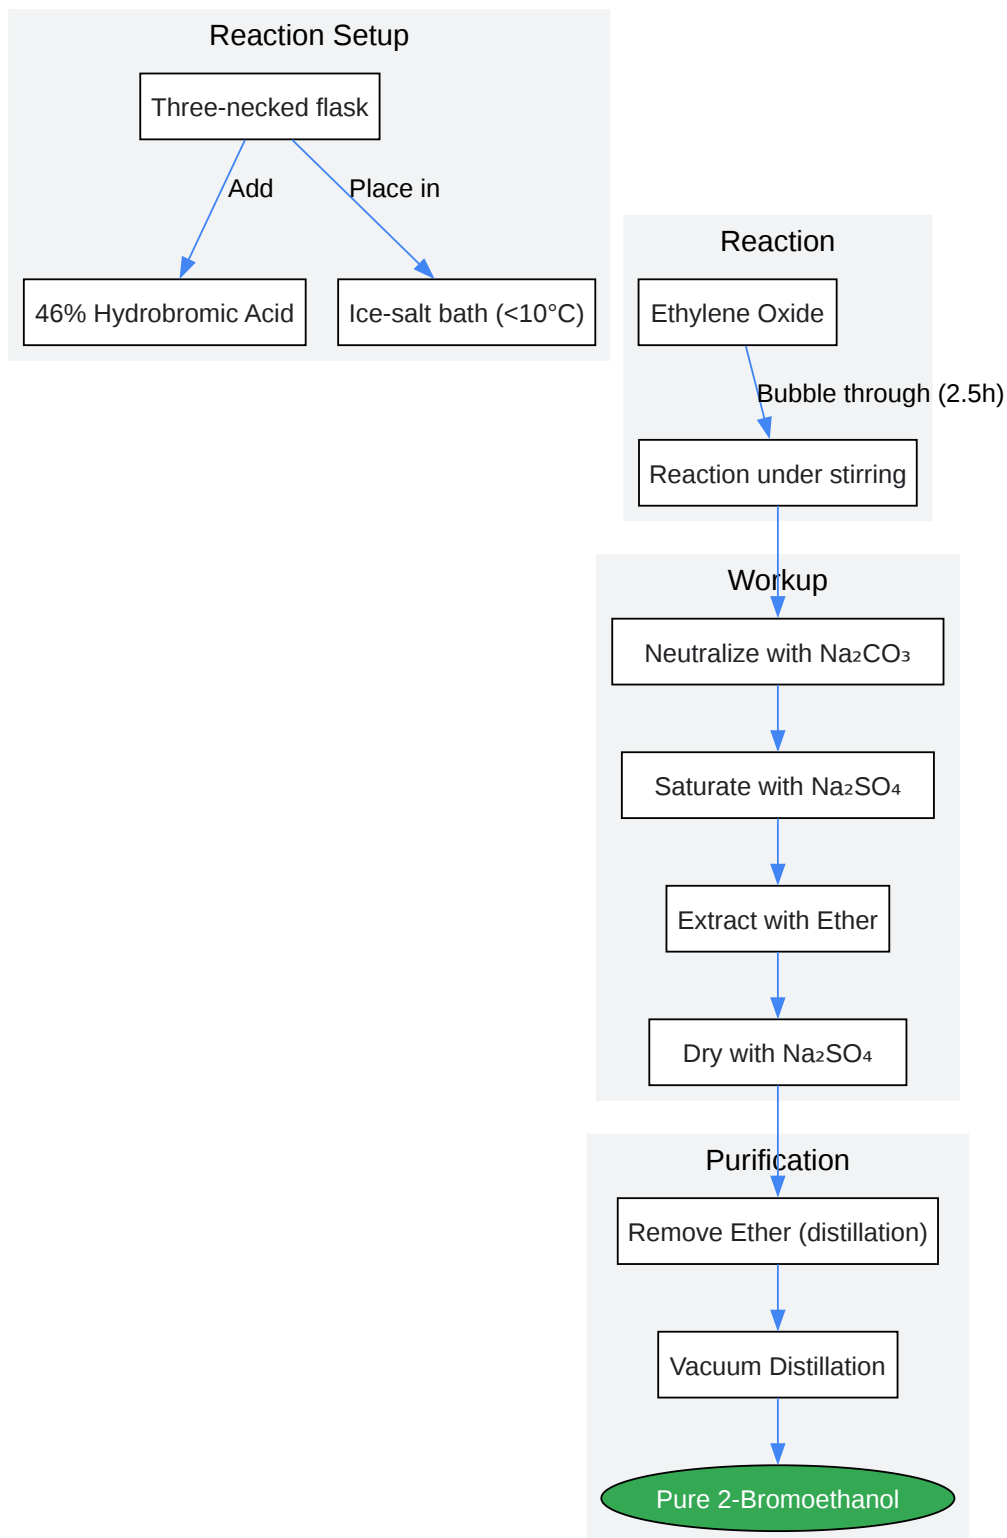 Reaction Setup
Three-necked flask
Add
Place in
46% Hydrobromic Acid
Ice-salt bath (<10°C)
Reaction
Ethylene Oxide
Bubble through (2.5h)
Reaction under stirring
Workup
Neutralize with Na₂CO₃
Saturate with Na₂SO₄
Extract with Ether
Dry with Na₂SO₄
Purification
Remove Ether (distillation)
Vacuum Distillation
Pure 2-Bromoethanol